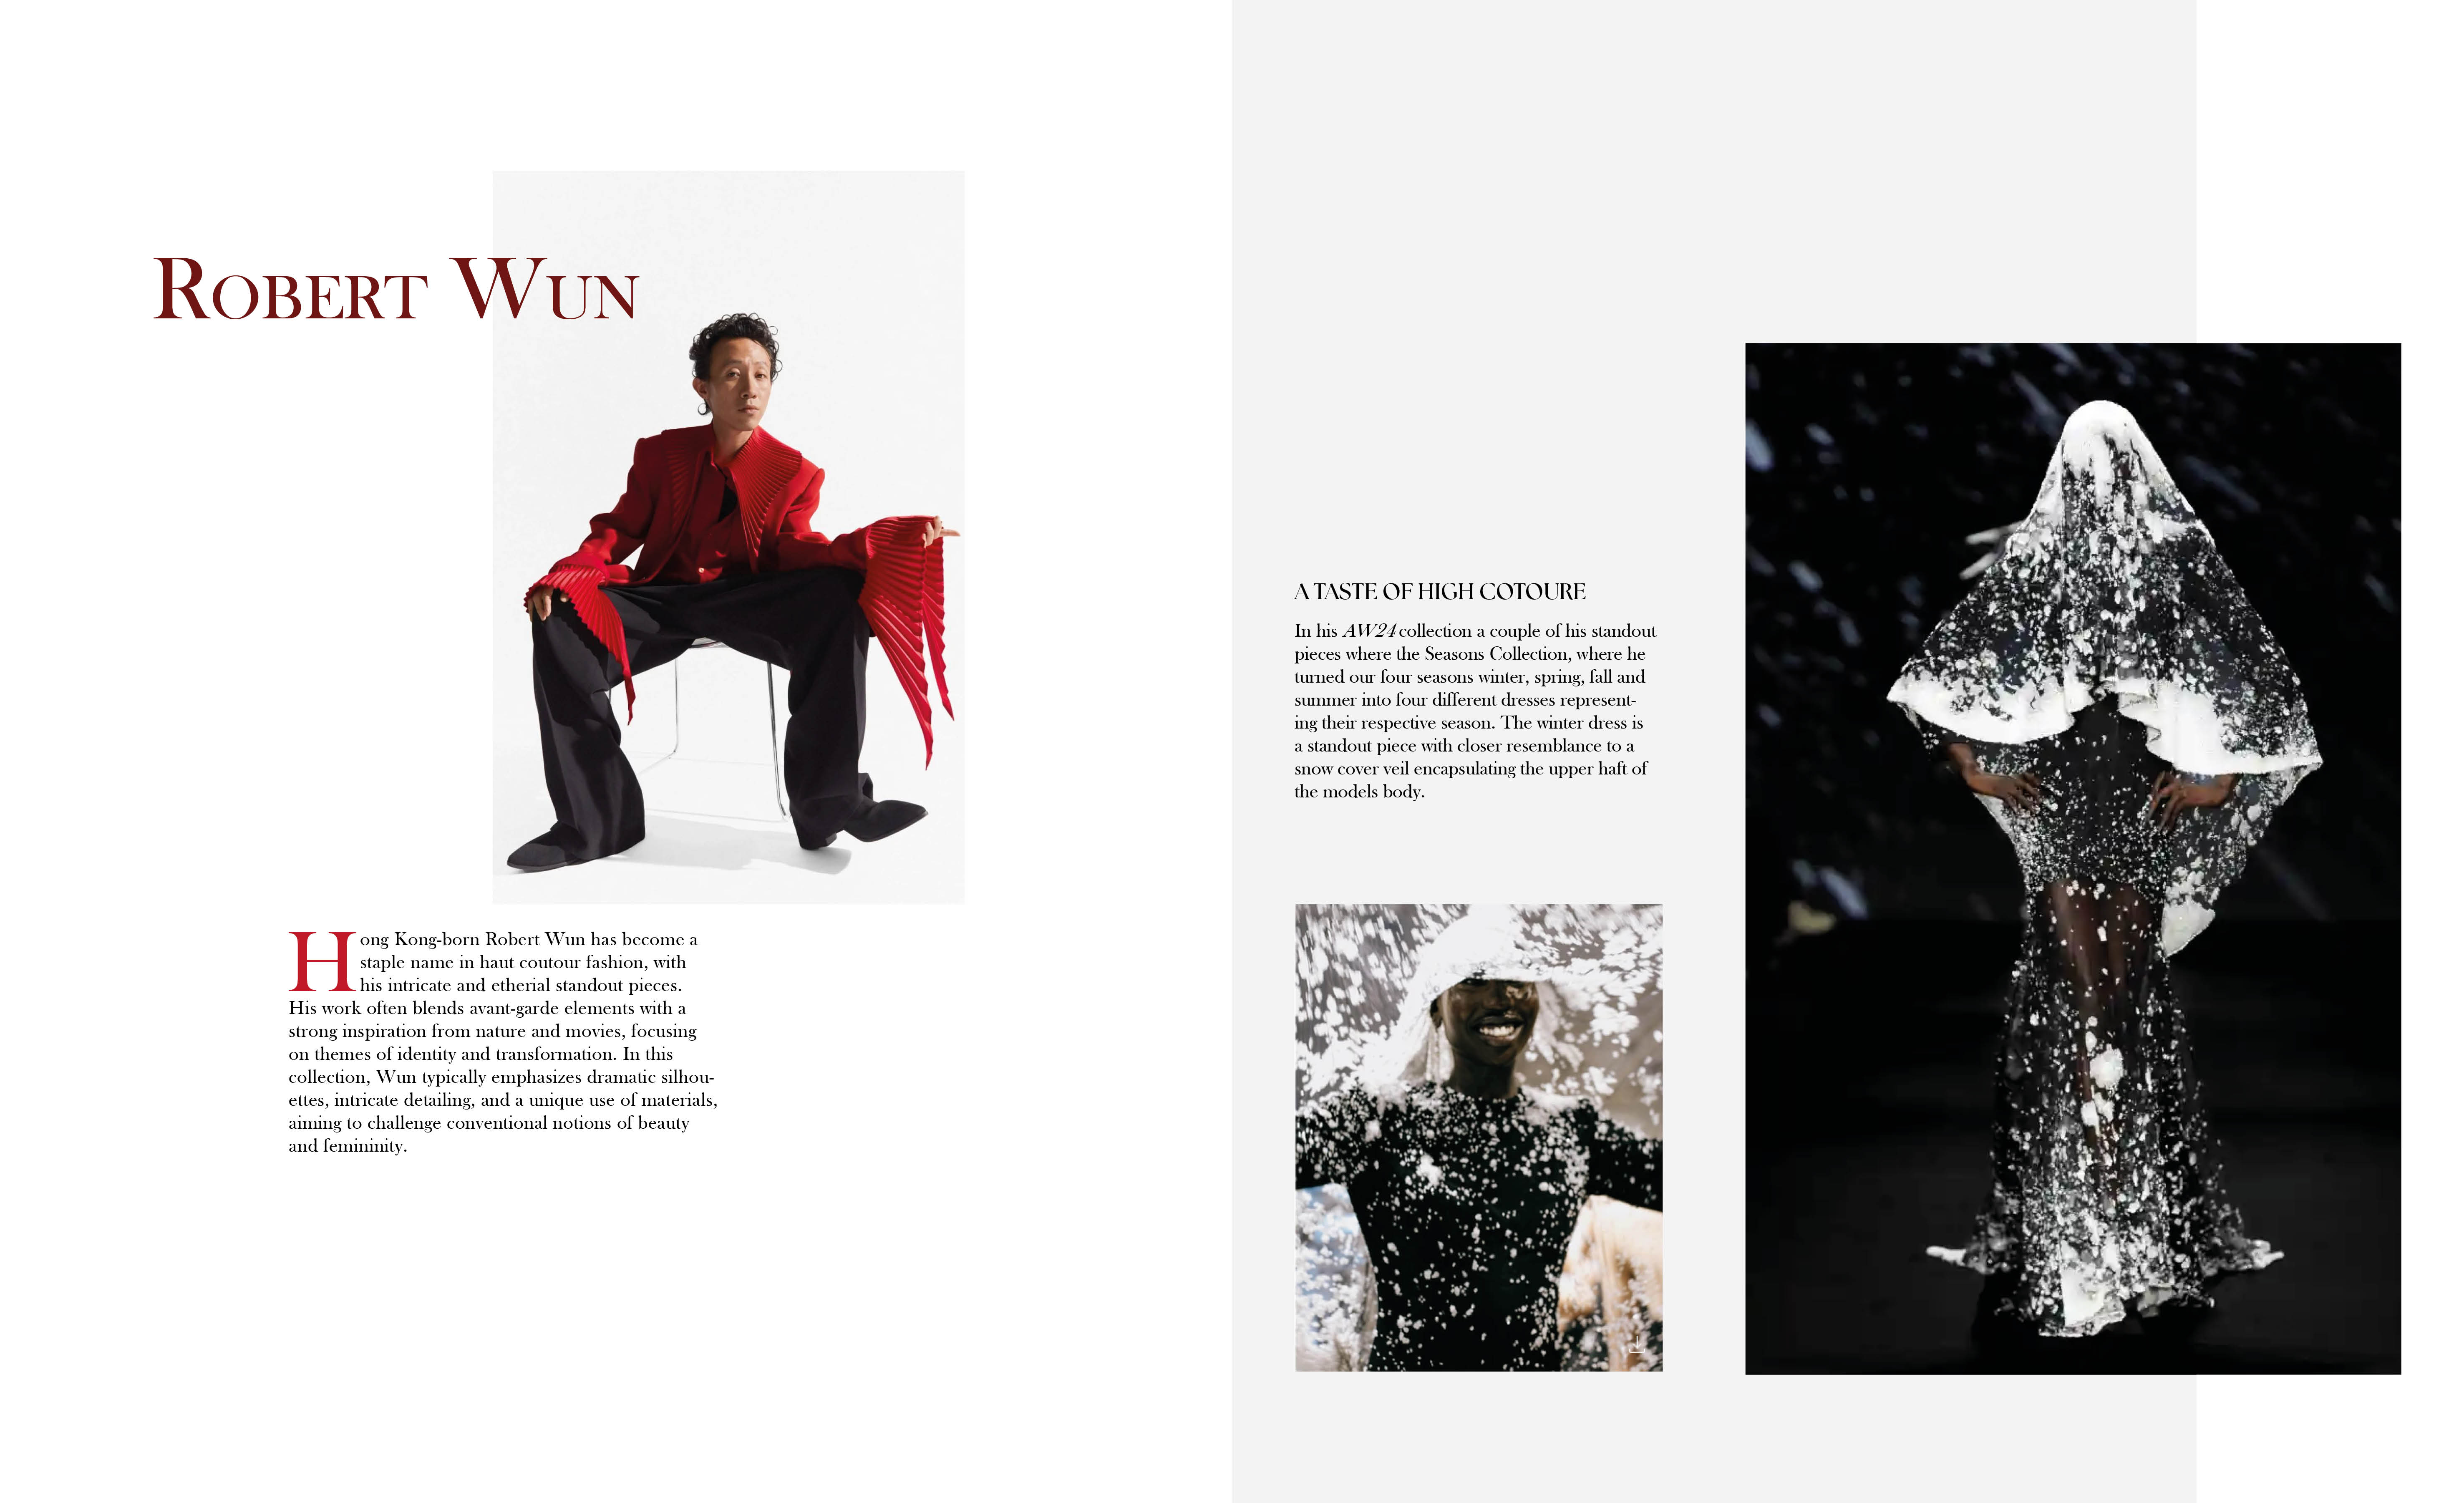 ROBERT WUN
Hong Kong-born Robert Wun has become a
staple name in haut coutour fashion, with
his intricate and etherial standout pieces.
His work often blends avant-garde elements with a
strong inspiration from nature and movies, focusing
on themes of identity and transformation. In this
collection, Wun typically emphasizes dramatic silhou-
ettes, intricate detailing, and a unique use of materials,
aiming to challenge conventional notions of beauty
and femininity.
A TASTE OF HIGH COTOURE
In his AW24 collection a couple of his standout
pieces where the Seasons Collection, where he
turned our four seasons winter, spring, fall and
summer into four different dresses represent-
ing their respective season. The winter dress is
a standout piece with closer resemblance to a
snow cover veil encapsulating the upper haft of
the models body.